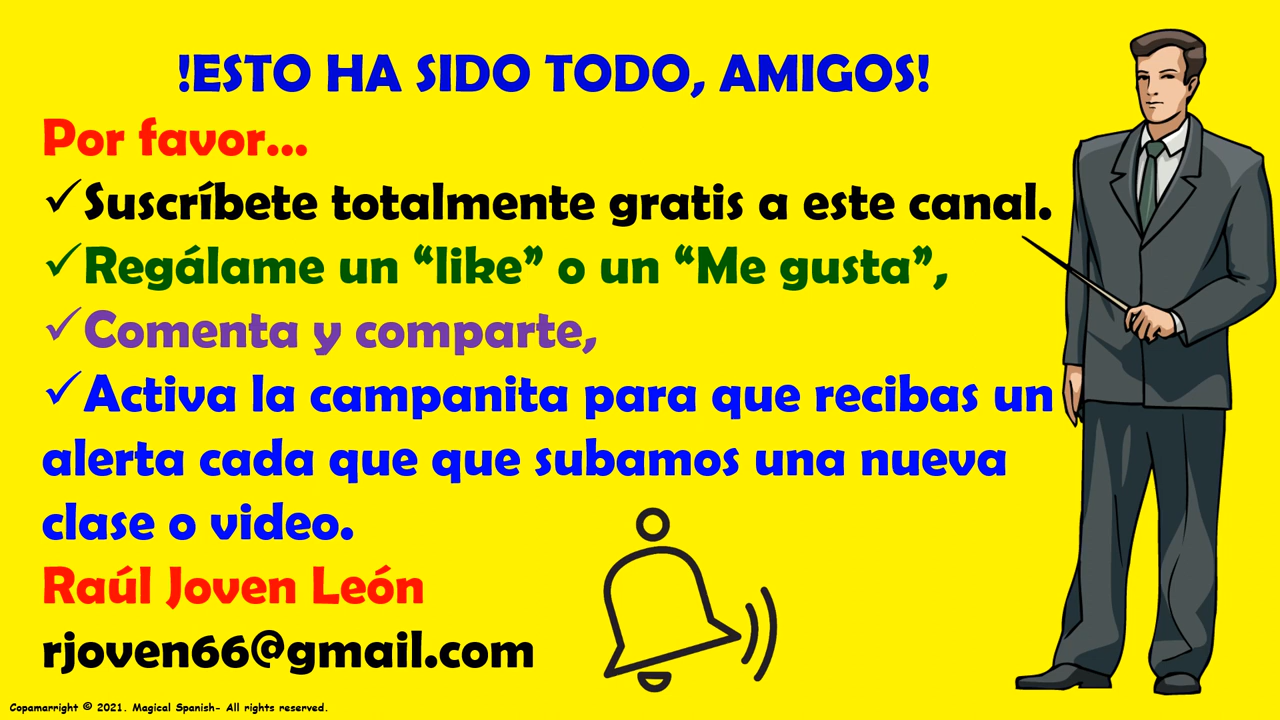 !ESTO HA SIDO TODO, AMIGOS!
Por favor...
✓Suscríbete totalmente gratis a este canal.
✓Regálame un “like” o un “Me gusta”,
✓Comenta y comparte,
✓Activa la campanita para que recibas un
alerta cada que que subamos una nueva
clase o video.
Raúl Joven León
rjoven66@gmail.com
Copamarright © 2021. Magical Spanish- All rights reserved.